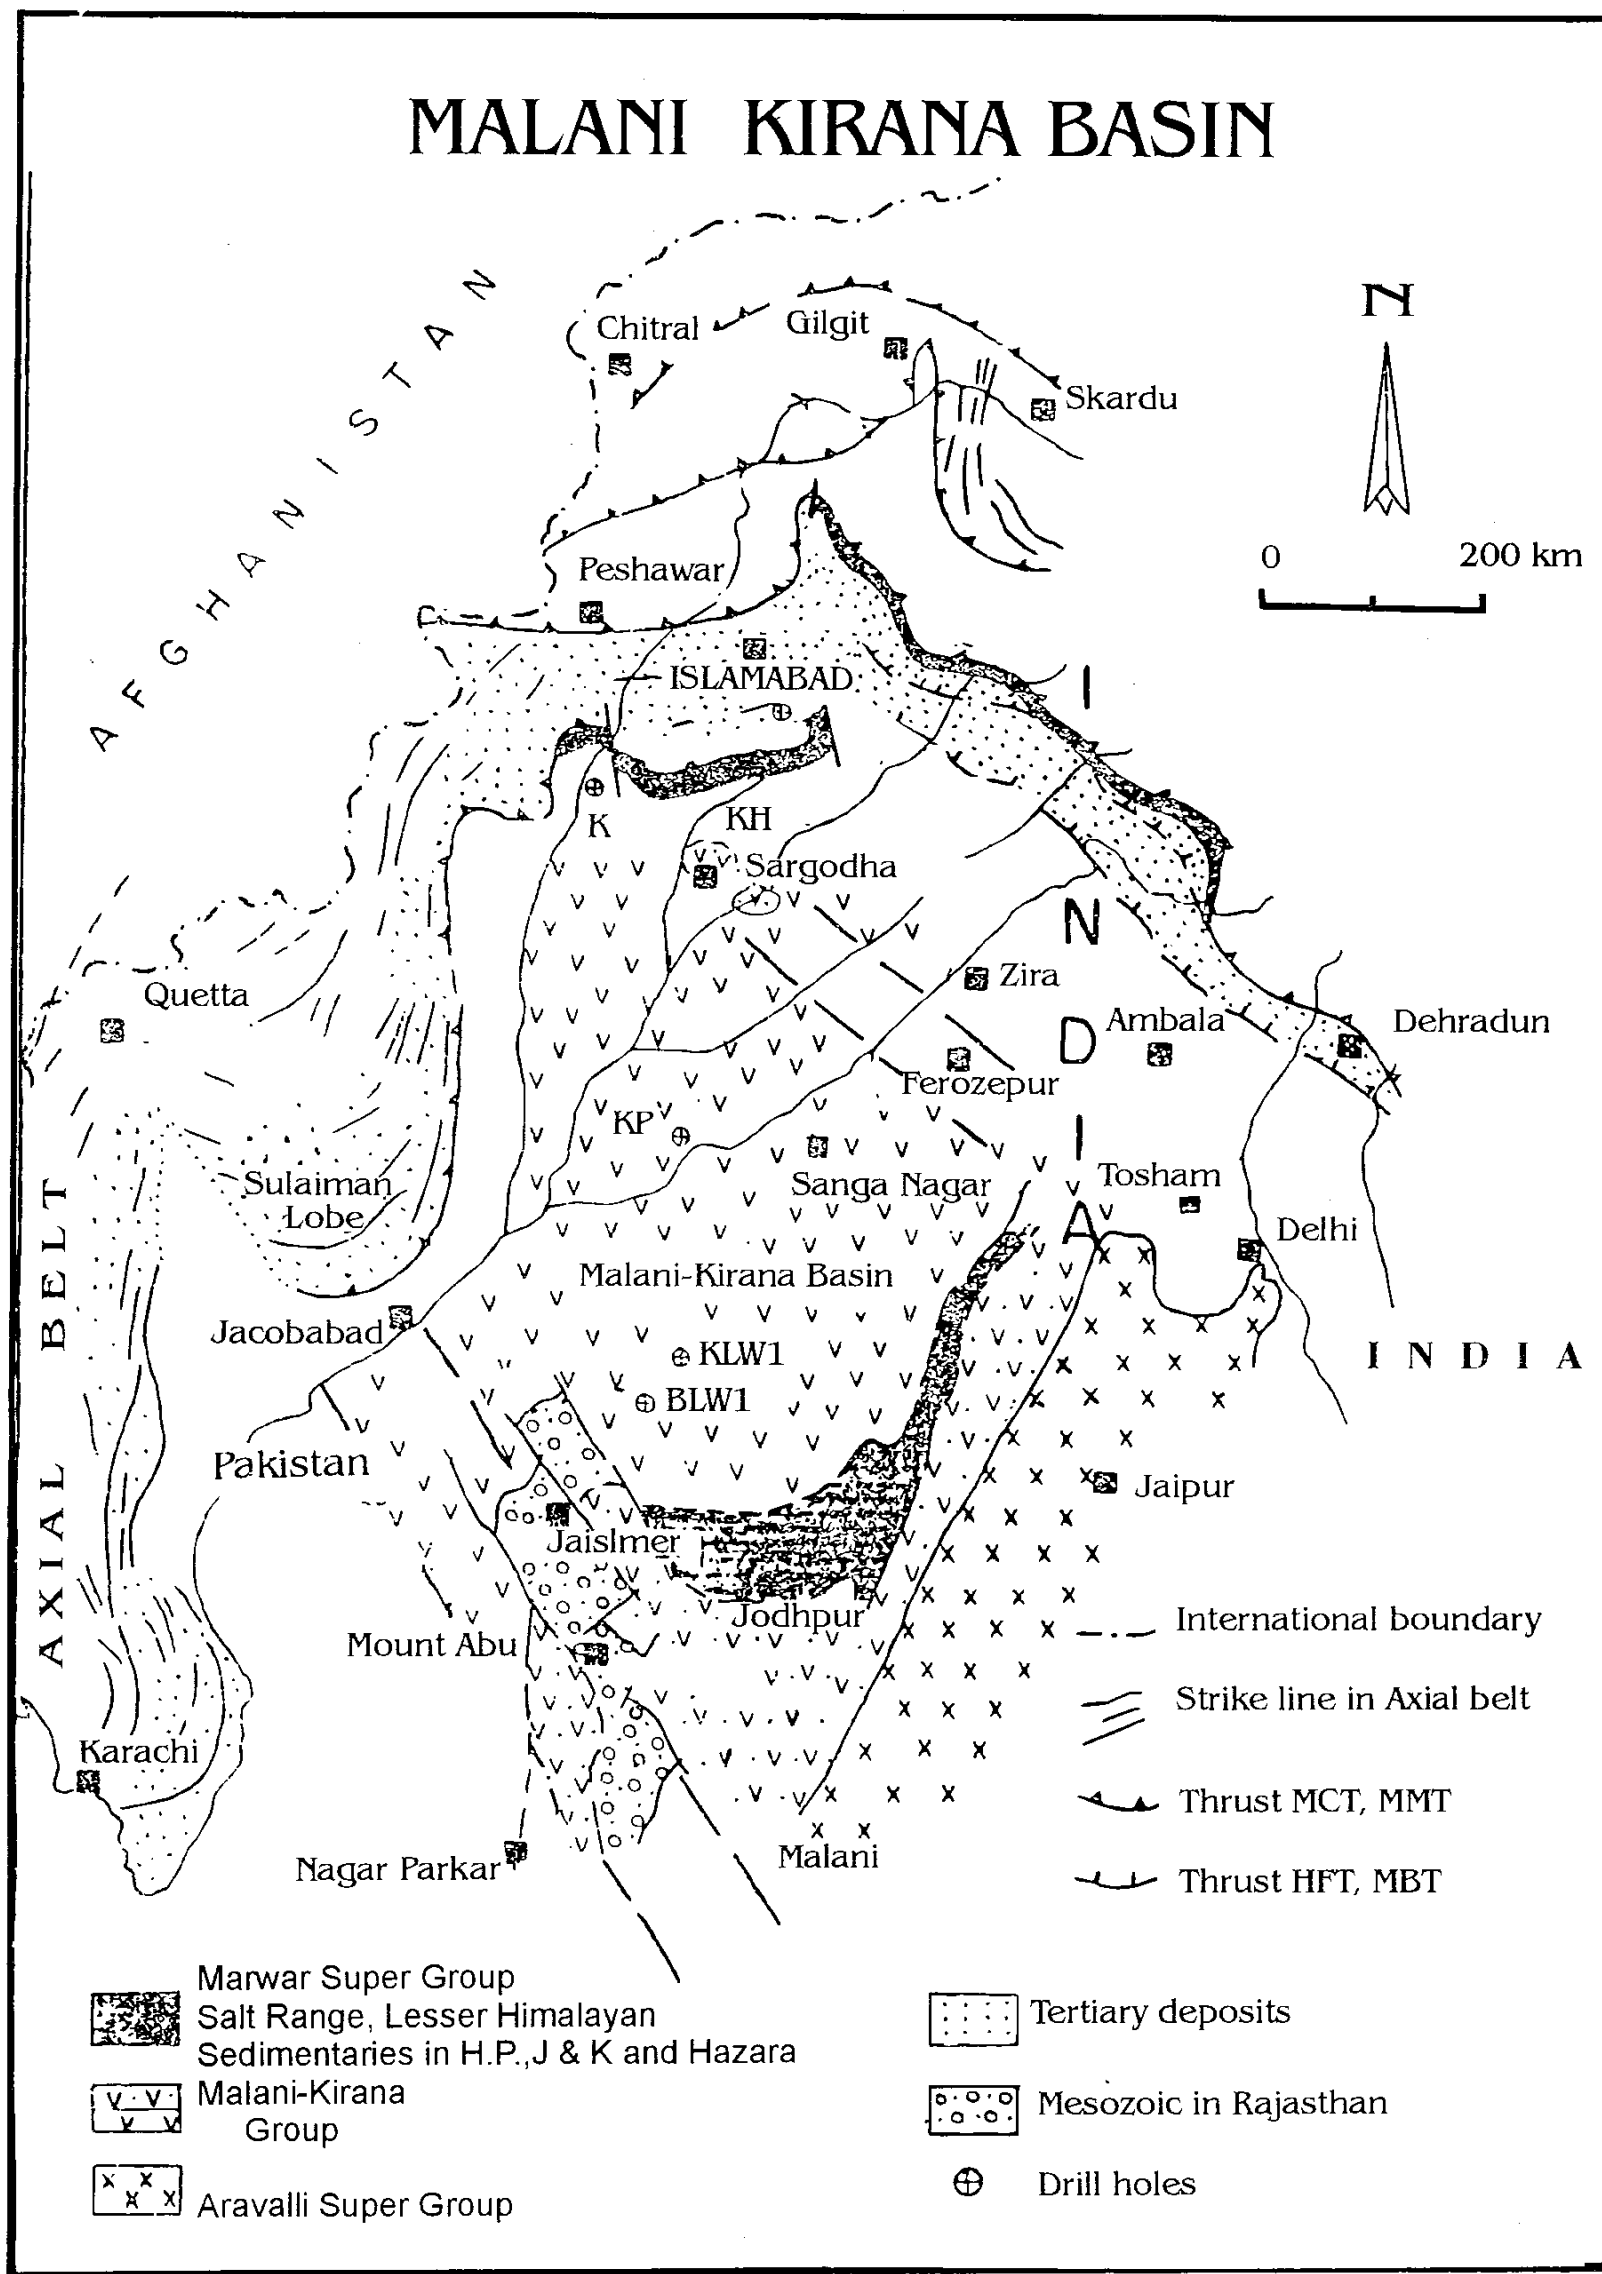 MALANI KIRANA BASIN
AFGHANISTAN
N
Chitral
Gilgit
Skardu
0 200 km
Peshawar
ISLAMABAD
K
KH
Sargodha
INDIA
Zira
Quetta
Ambala
Dehradun
Ferozepur
KP
Sanga Nagar
Tosham
Sulaiman
Lobe
Delhi
Malani-Kirana Basin
Jacobabad
KLW1
INDIA
BLW1
AXIAL BELT
Pakistan
Jaipur
Jaislmer
Jodhpur
Mount Abu
International boundary
Strike line in Axial belt
Karachi
Thrust MCT, MMT
Malani
Nagar Parkar
Thrust HFT, MBT
Marwar Super Group
Salt Range, Lesser Himalayan
Sedimentaries in H.P.,J & K and Hazara
Malani-Kirana
Group
Aravalli Super Group
Tertiary deposits
Mesozoic in Rajasthan
Drill holes